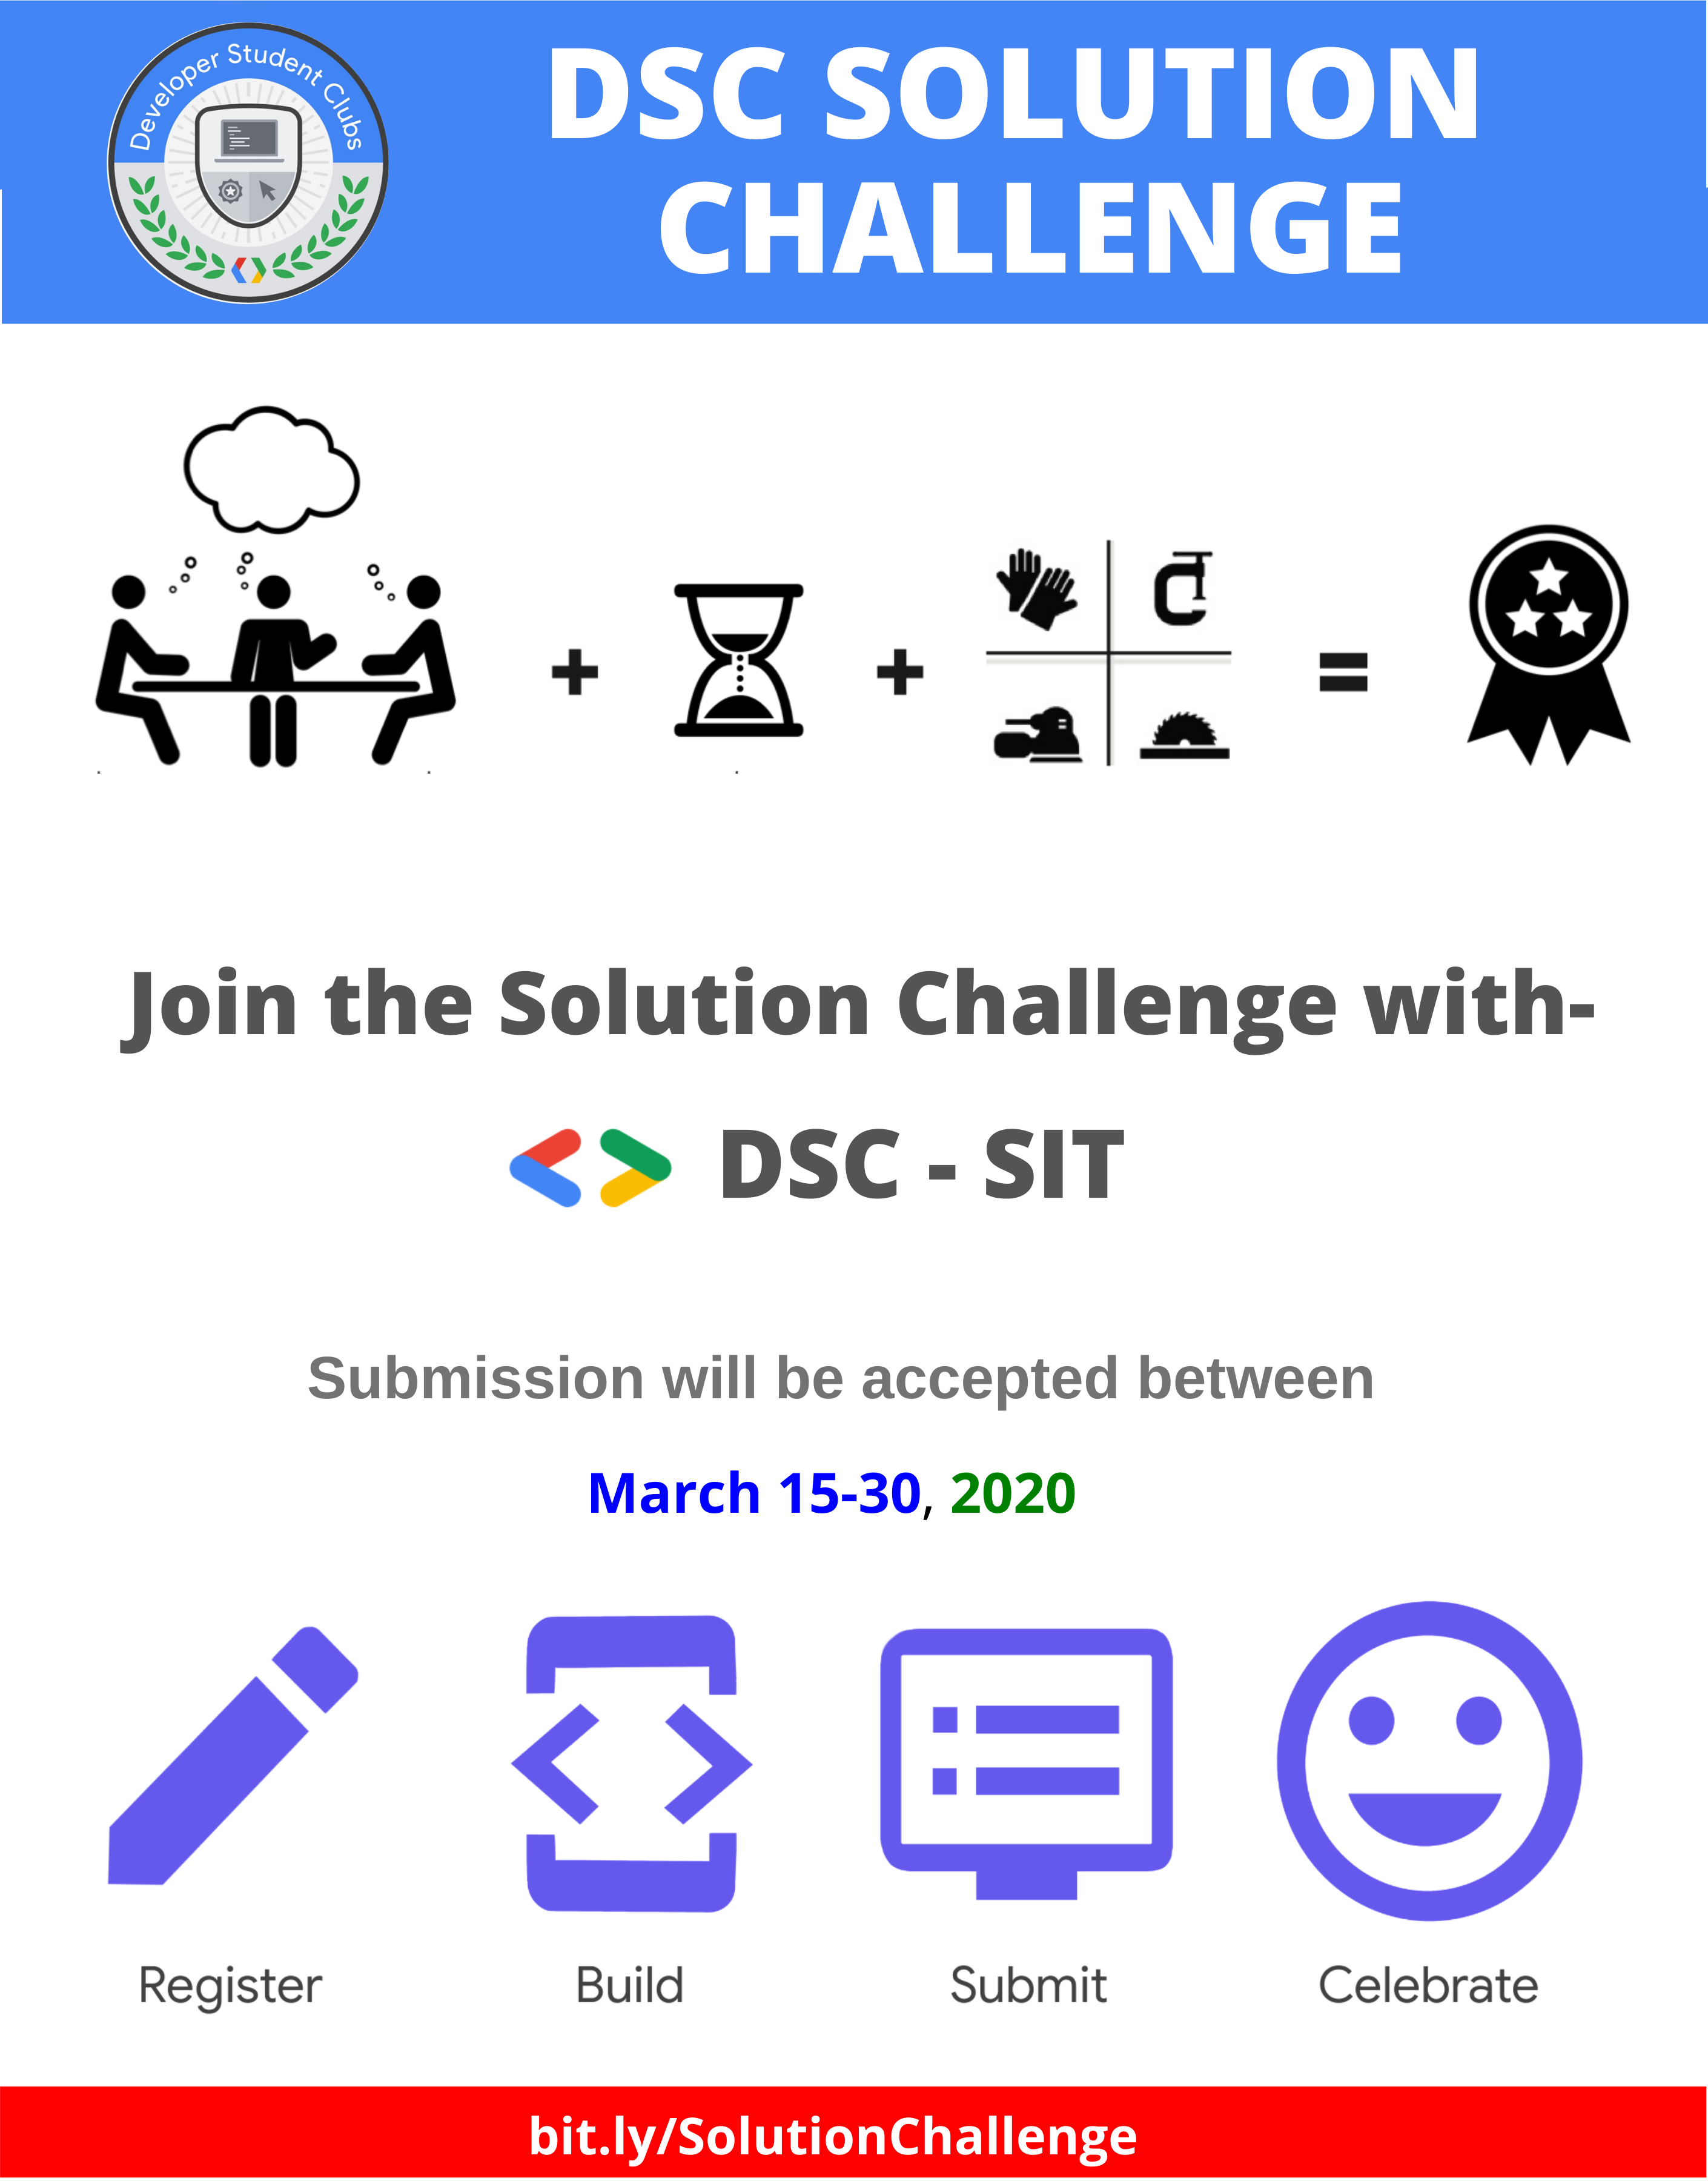 Developer Student Clubs
DSC SOLUTION
CHALLENGE
+ + =
Join the Solution Challenge with-
DSC - SIT
Submission will be accepted between
March 15-30, 2020
Register Build Submit Celebrate
bit.ly/SolutionChallenge